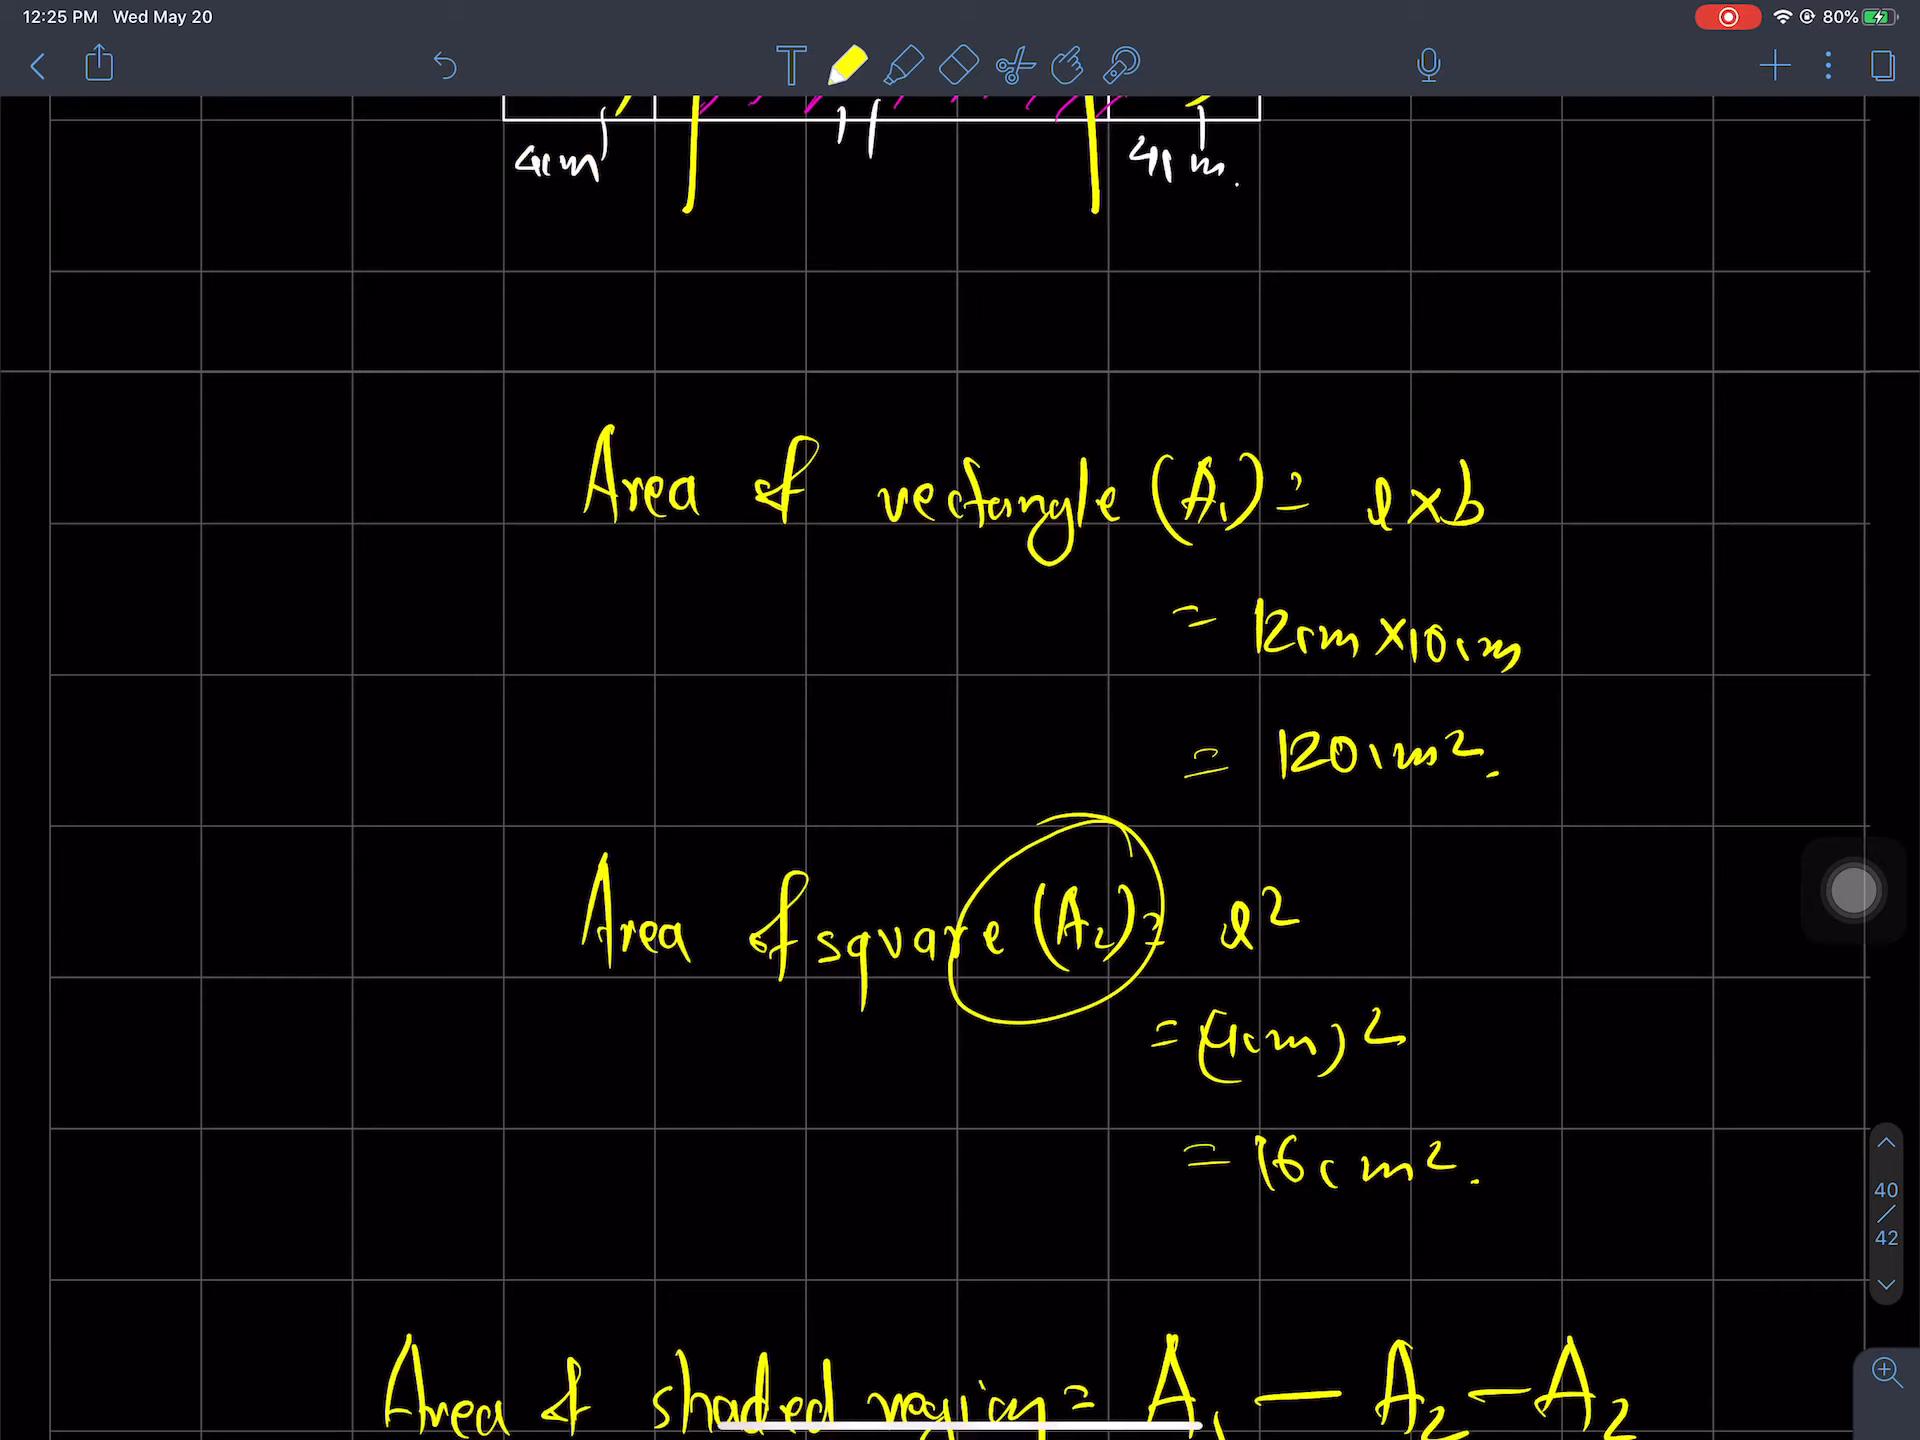 12:25 PM Wed May 20
80%
4cm
4cm.
Area of rectangle (A₁) = l×b
= 12cm ×10cm
= 120cm².
Area of square (A₂) = l²
= (4cm)²
= 16cm².
40
/
42
Area of shaded region = A₁ — A₂ — A₂